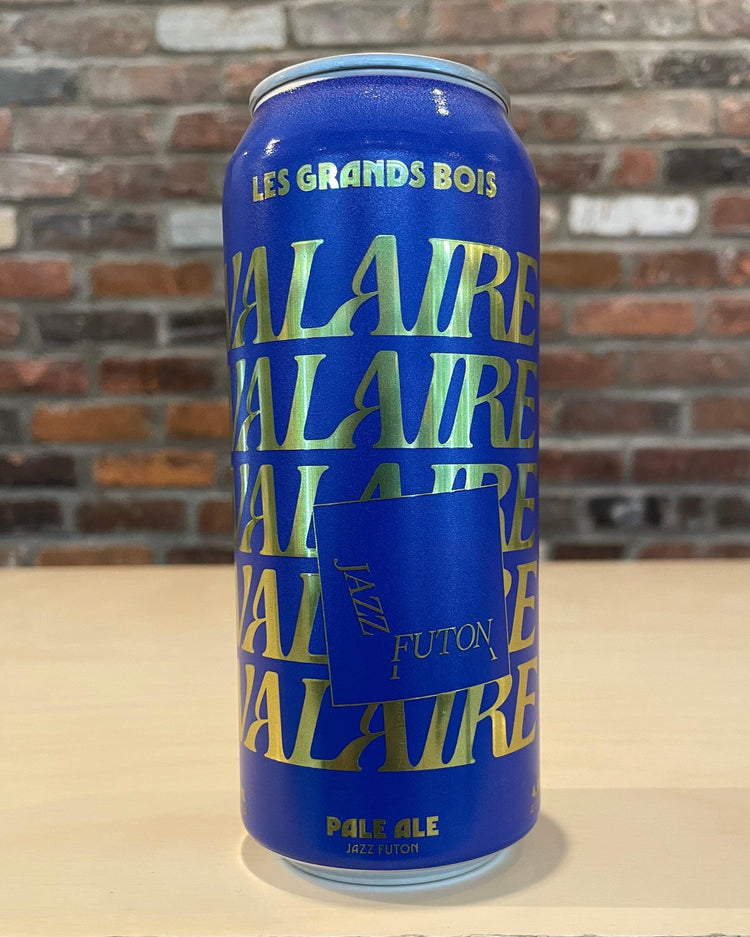 LES GRANDS BOIS
VALAIRE
VALAIRE
VALAIRE
VALAIRE
VALAIRE
JAZZ
FUTON
PALE ALE
JAZZ FUTON